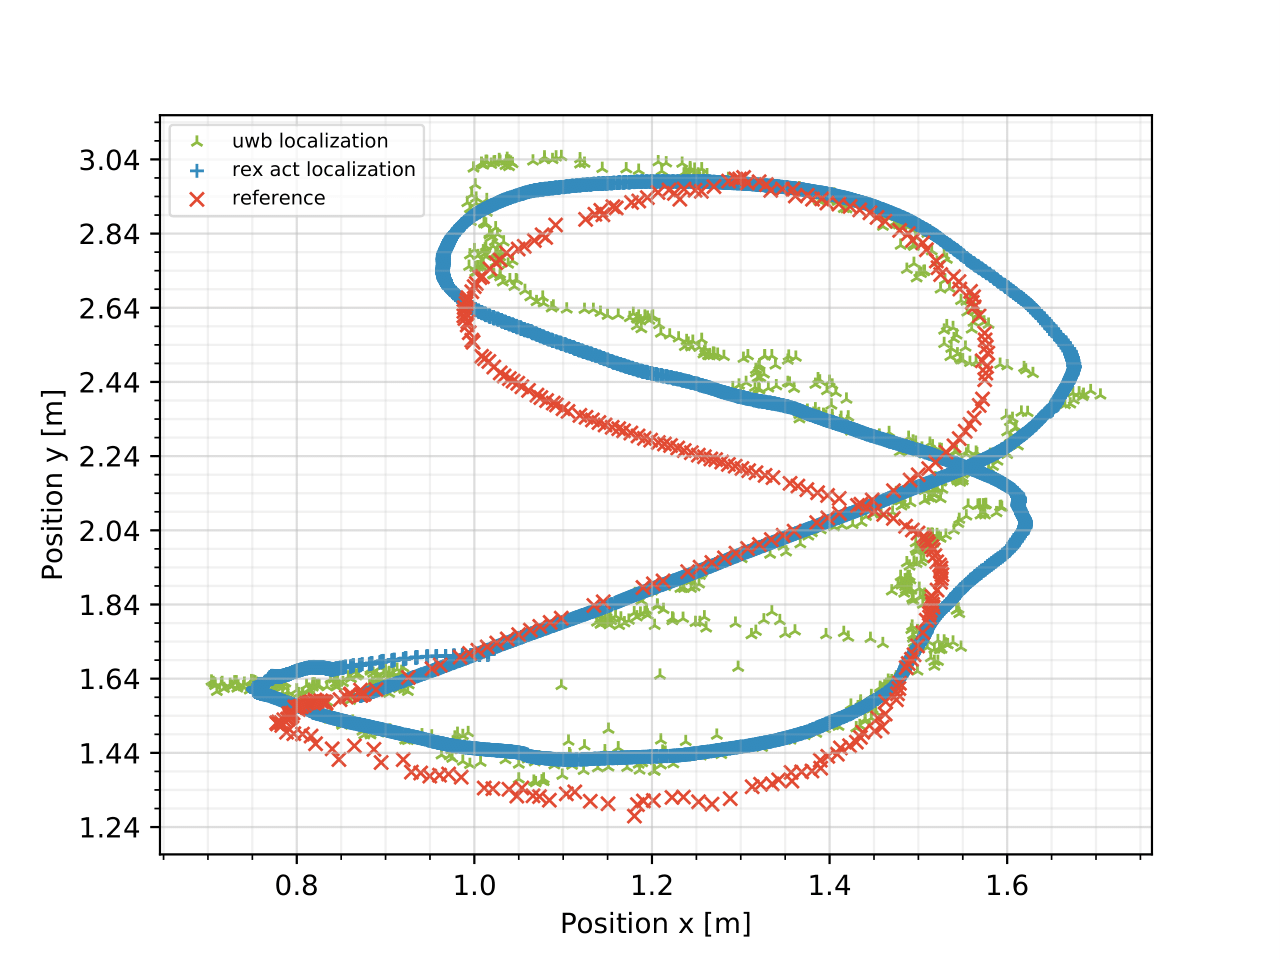 uwb localization
rex act localization
reference
3.04
2.84
2.64
2.44
2.24
2.04
1.84
1.64
1.44
1.24
Position y [m]
0.8 1.0 1.2 1.4 1.6
Position x [m]